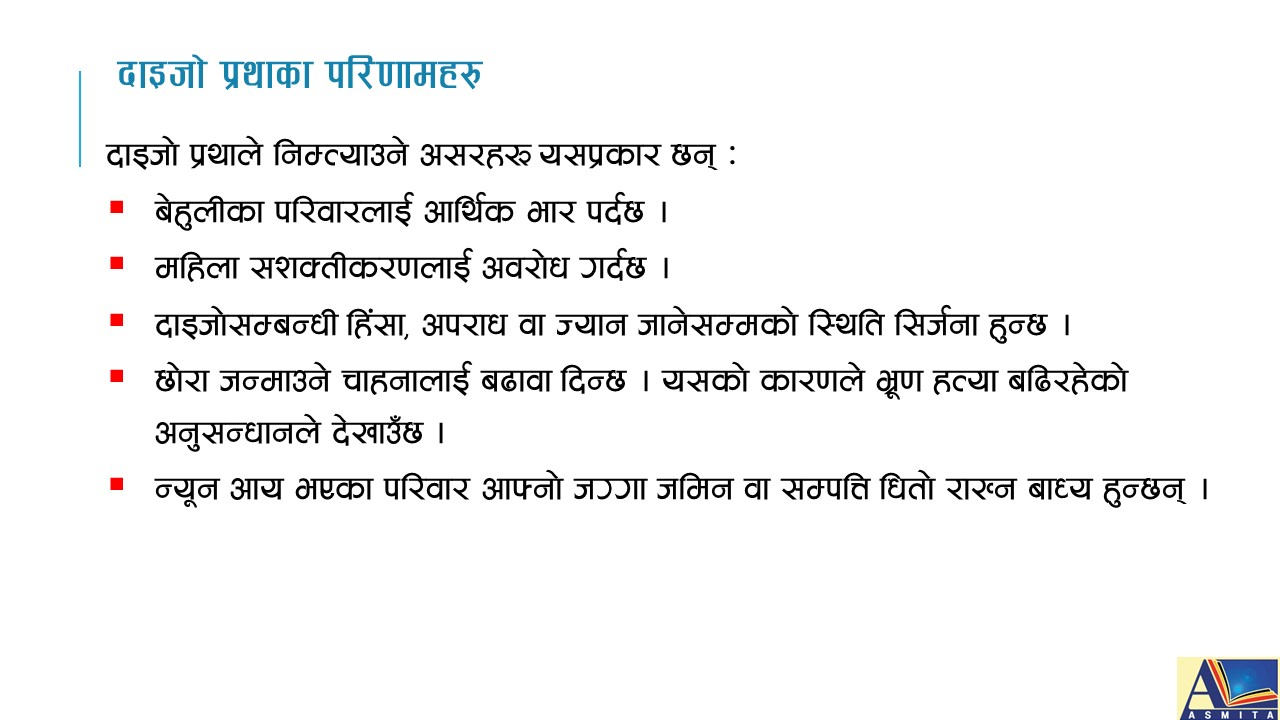 दाइजो प्रथाका परिणामहरु
दाइजो प्रथाले निम्त्याउने असरहरू यसप्रकार छन् :
बेहुलीका परिवारलाई आर्थिक भार पर्दछ ।
महिला सशक्तीकरणलाई अवरोध गर्दछ ।
दाइजोसम्बन्धी हिंसा, अपराध वा ज्यान जानेसम्मको स्थिति सिर्जना हुन्छ ।
छोरा जन्माउने चाहनालाई बढावा दिन्छ । यसको कारणले भ्रूण हत्या बढिरहेको
अनुसन्धानले देखाउँछ ।
न्यून आय भएका परिवार आफ्नो जग्गा जमिन वा सम्पत्ति धितो राख्न बाध्य हुन्छन् ।
ASMITA